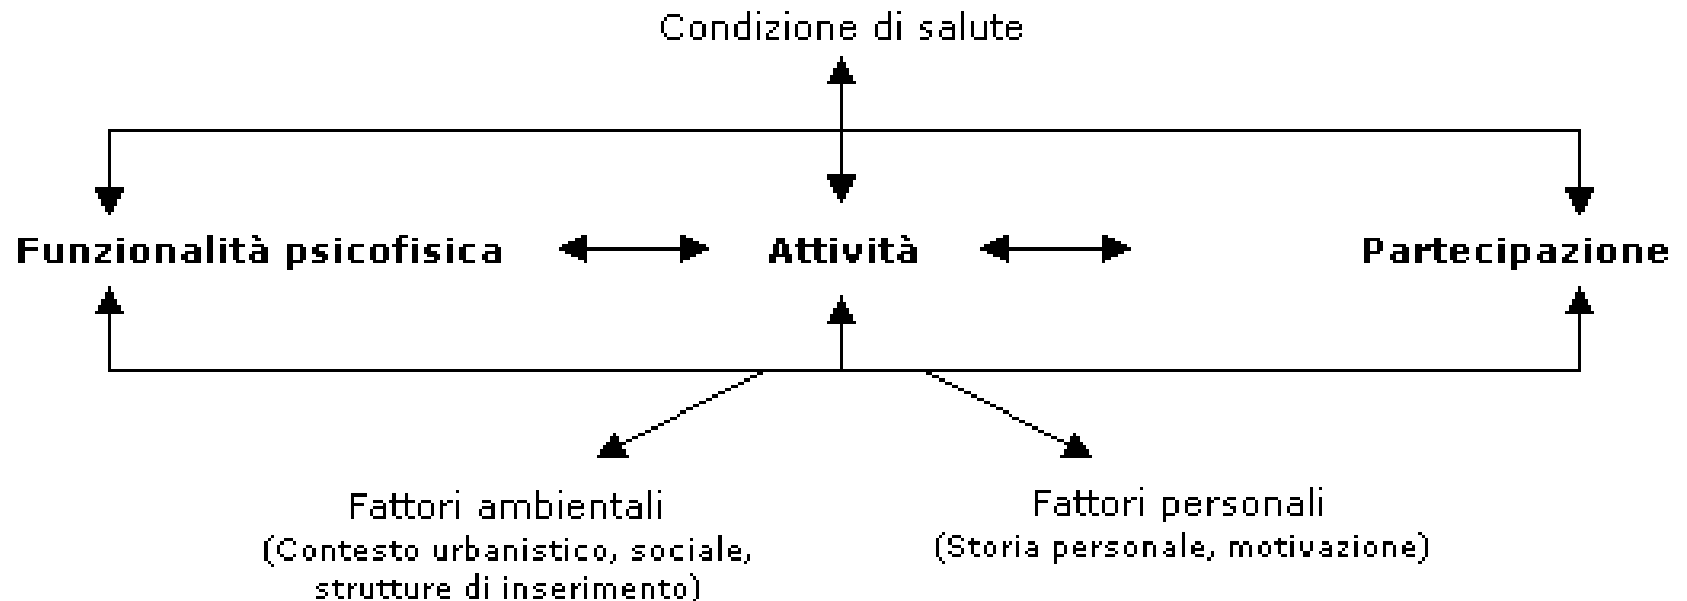 Condizione di salute
Funzionalità psicofisica
Attività
Partecipazione
Fattori ambientali
(Contesto urbanistico, sociale,
strutture di inserimento)
Fattori personali
(Storia personale, motivazione)